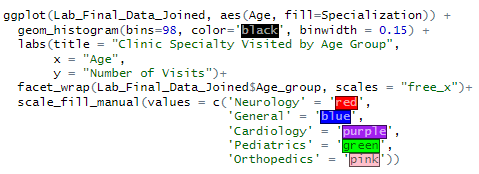 ggplot(Lab_Final_Data_Joined, aes(Age, fill=Specialization)) +
  geom_histogram(bins=98, color='black', binwidth = 0.15) +
  labs(title = "Clinic Specialty Visited by Age Group",
       x = "Age",
       y = "Number of Visits")+
  facet_wrap(Lab_Final_Data_Joined$Age_group, scales = "free_x")+
  scale_fill_manual(values = c('Neurology' = 'red',
                               'General' = 'blue',
                               'Cardiology' = 'purple',
                               'Pediatrics' = 'green',
                               'Orthopedics' = 'pink'))